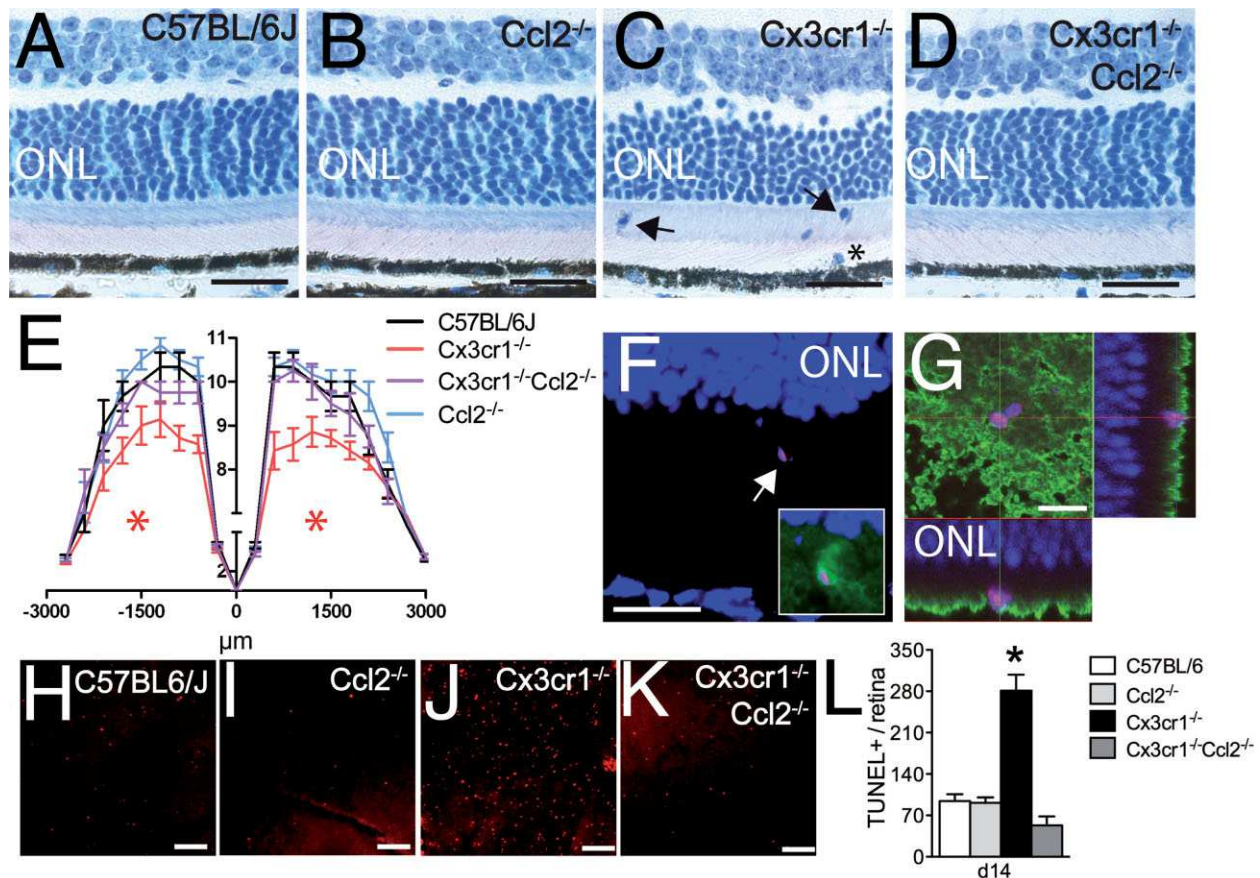 A C57BL/6J
ONL
B Ccl2-/-
ONL
C Cx3cr1-/-
ONL
*
D Cx3cr1-/-
Ccl2-/-
ONL
E
11
10
9
8
2
* *
-3000 -1500 0 1500 3000
µm
C57BL/6J
Cx3cr1-/-
Cx3cr1-/-Ccl2-/-
Ccl2-/-
F ONL
G
ONL
H C57BL6/J
I Ccl2-/-
J Cx3cr1-/-
K Cx3cr1-/-
Ccl2-/-
L
TUNEL+ / retina
350
280
210
140
70
0
*
d14
C57BL/6
Ccl2-/-
Cx3cr1-/-
Cx3cr1-/-Ccl2-/-